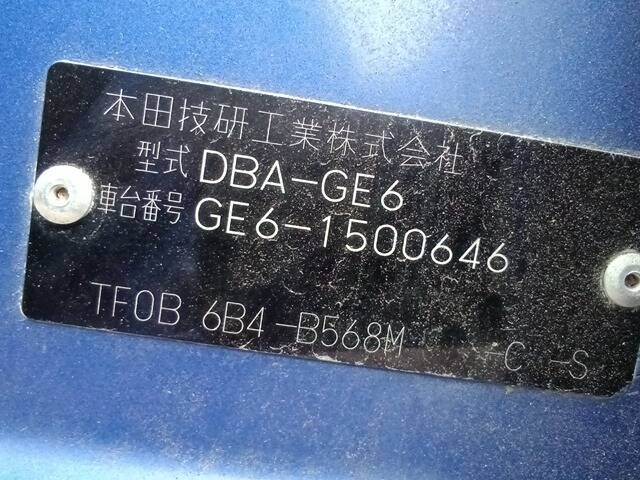 本田技研工業株式会社
型式 DBA-GE6
車台番号 GE6-1500646
TF0B 6B4-B568M -C -S